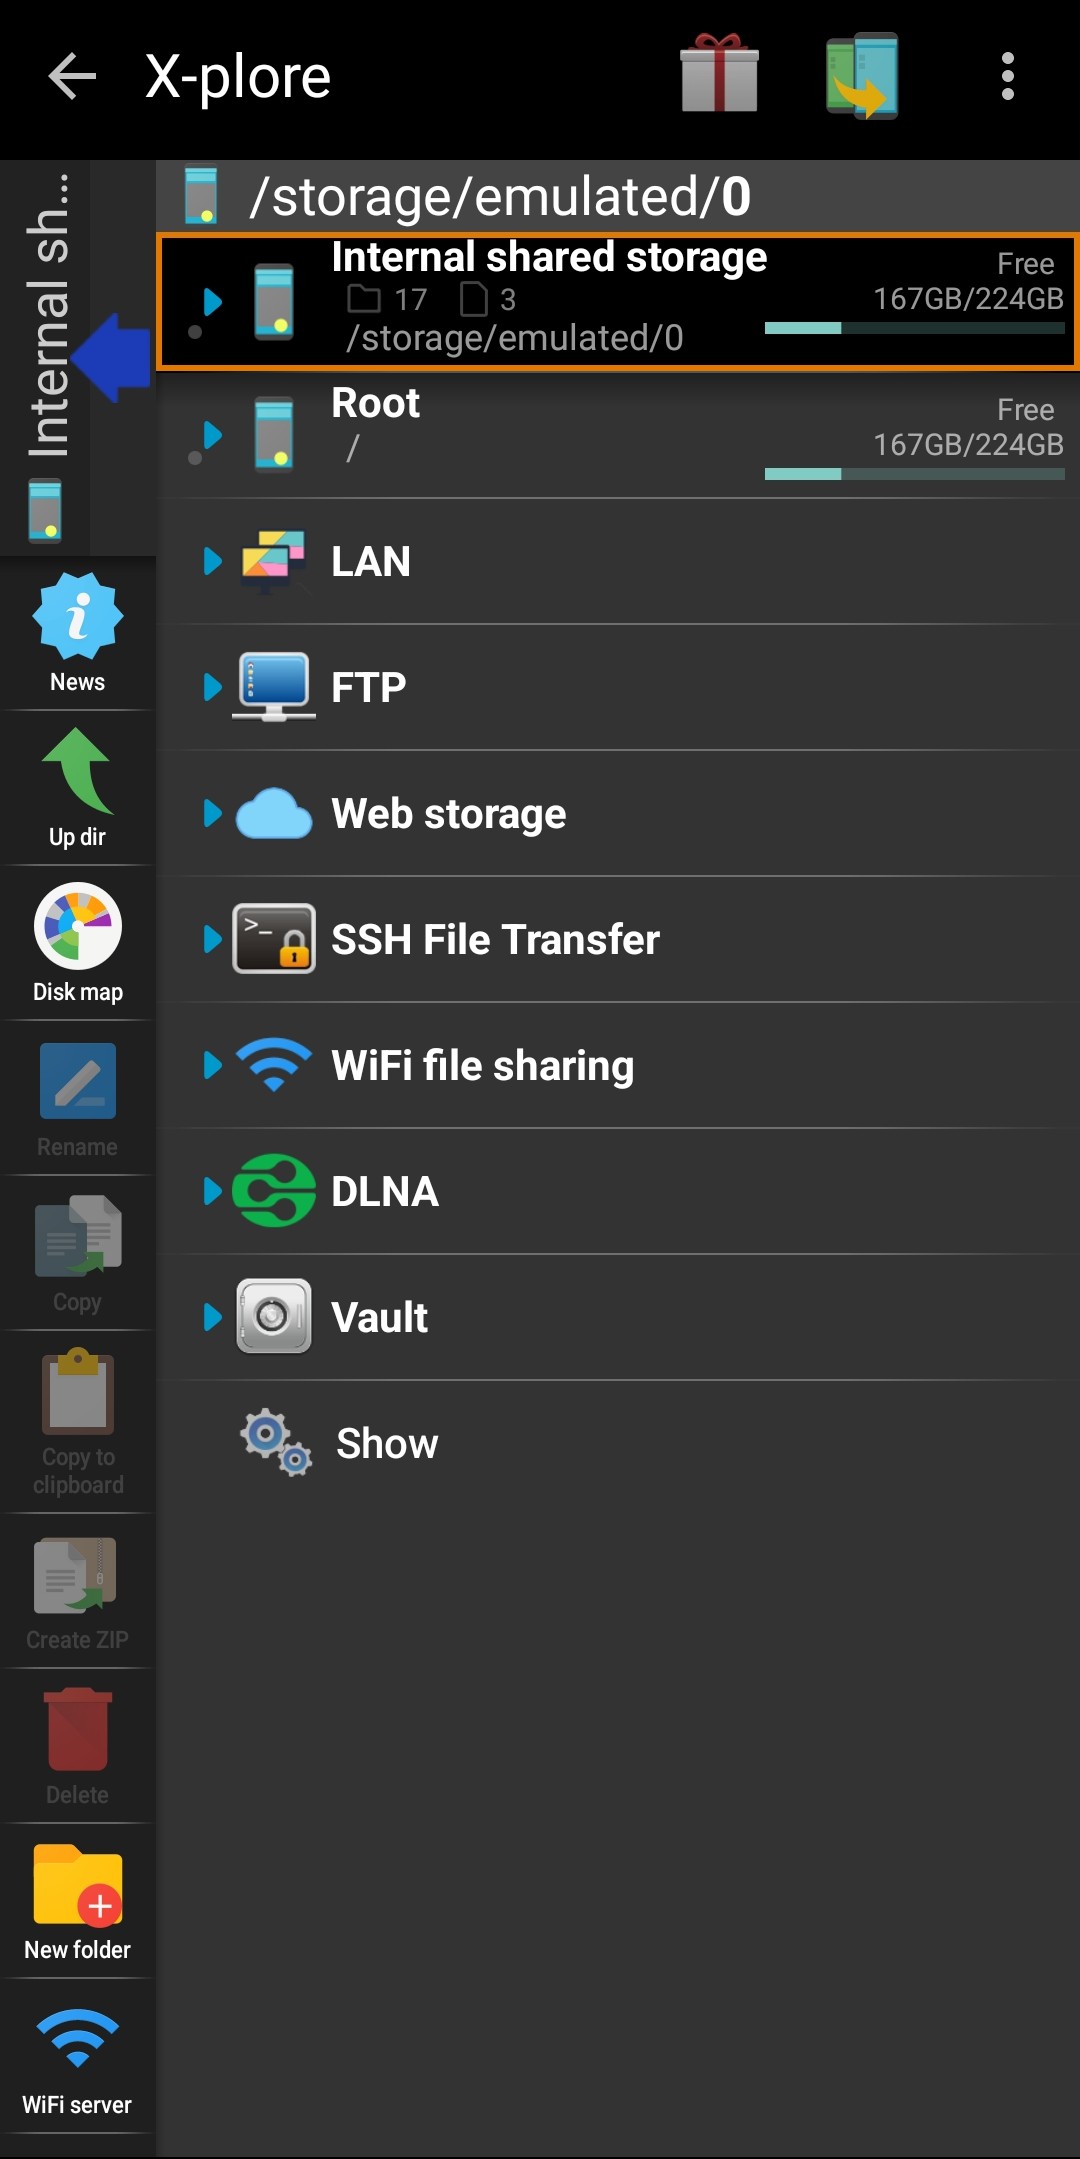 X-plore
Internal sh...
/storage/emulated/0
Internal shared storage
Free
17 3
167GB/224GB
/storage/emulated/0
Root
Free
/
167GB/224GB
LAN
FTP
Web storage
SSH File Transfer
WiFi file sharing
DLNA
Vault
Show
News
Up dir
Disk map
Rename
Copy
Copy to
clipboard
Create ZIP
Delete
New folder
WiFi server